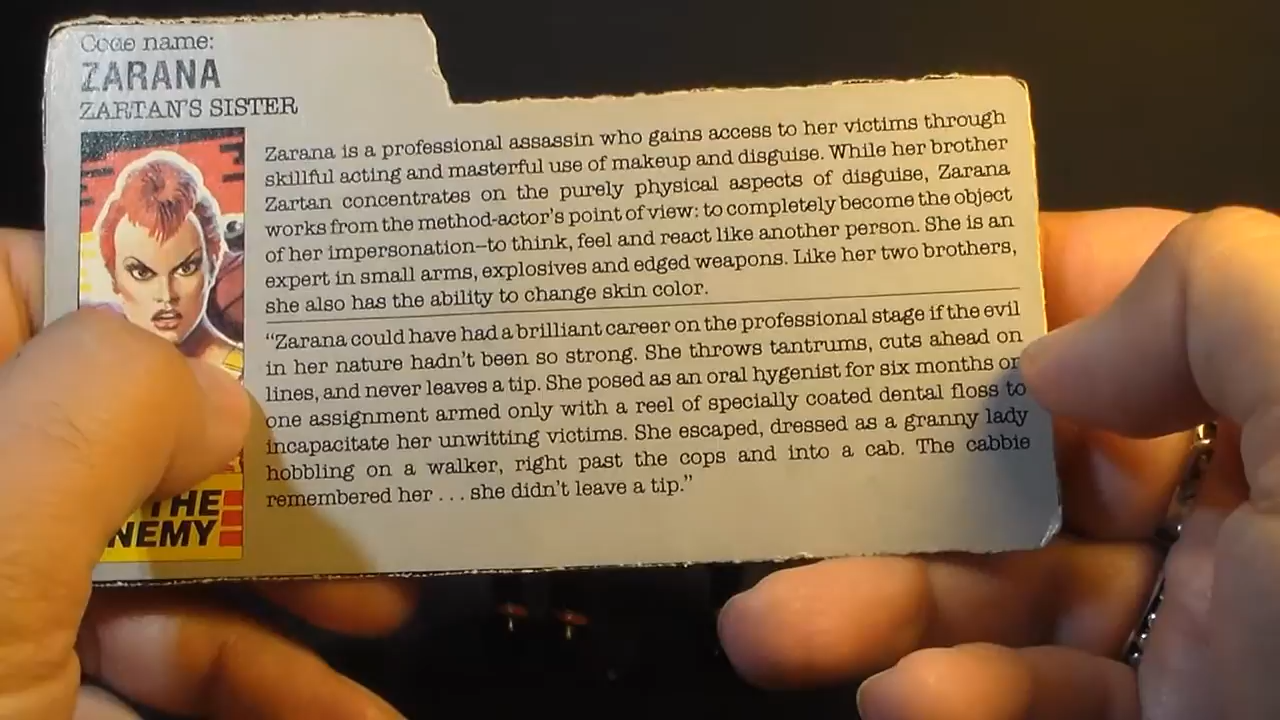 Code name:
ZARANA
ZARTAN'S SISTER
Zarana is a professional assassin who gains access to her victims through
skillful acting and masterful use of makeup and disguise. While her brother
Zartan concentrates on the purely physical aspects of disguise, Zarana
works from the method-actor's point of view: to completely become the object
of her impersonation—to think, feel and react like another person. She is an
expert in small arms, explosives and edged weapons. Like her two brothers,
she also has the ability to change skin color.
"Zarana could have had a brilliant career on the professional stage if the evil
in her nature hadn't been so strong. She throws tantrums, cuts ahead on
lines, and never leaves a tip. She posed as an oral hygenist for six months on
one assignment armed only with a reel of specially coated dental floss to
incapacitate her unwitting victims. She escaped, dressed as a granny lady
hobbling on a walker, right past the cops and into a cab. The cabbie
remembered her . . . she didn't leave a tip."
THE
NEMY